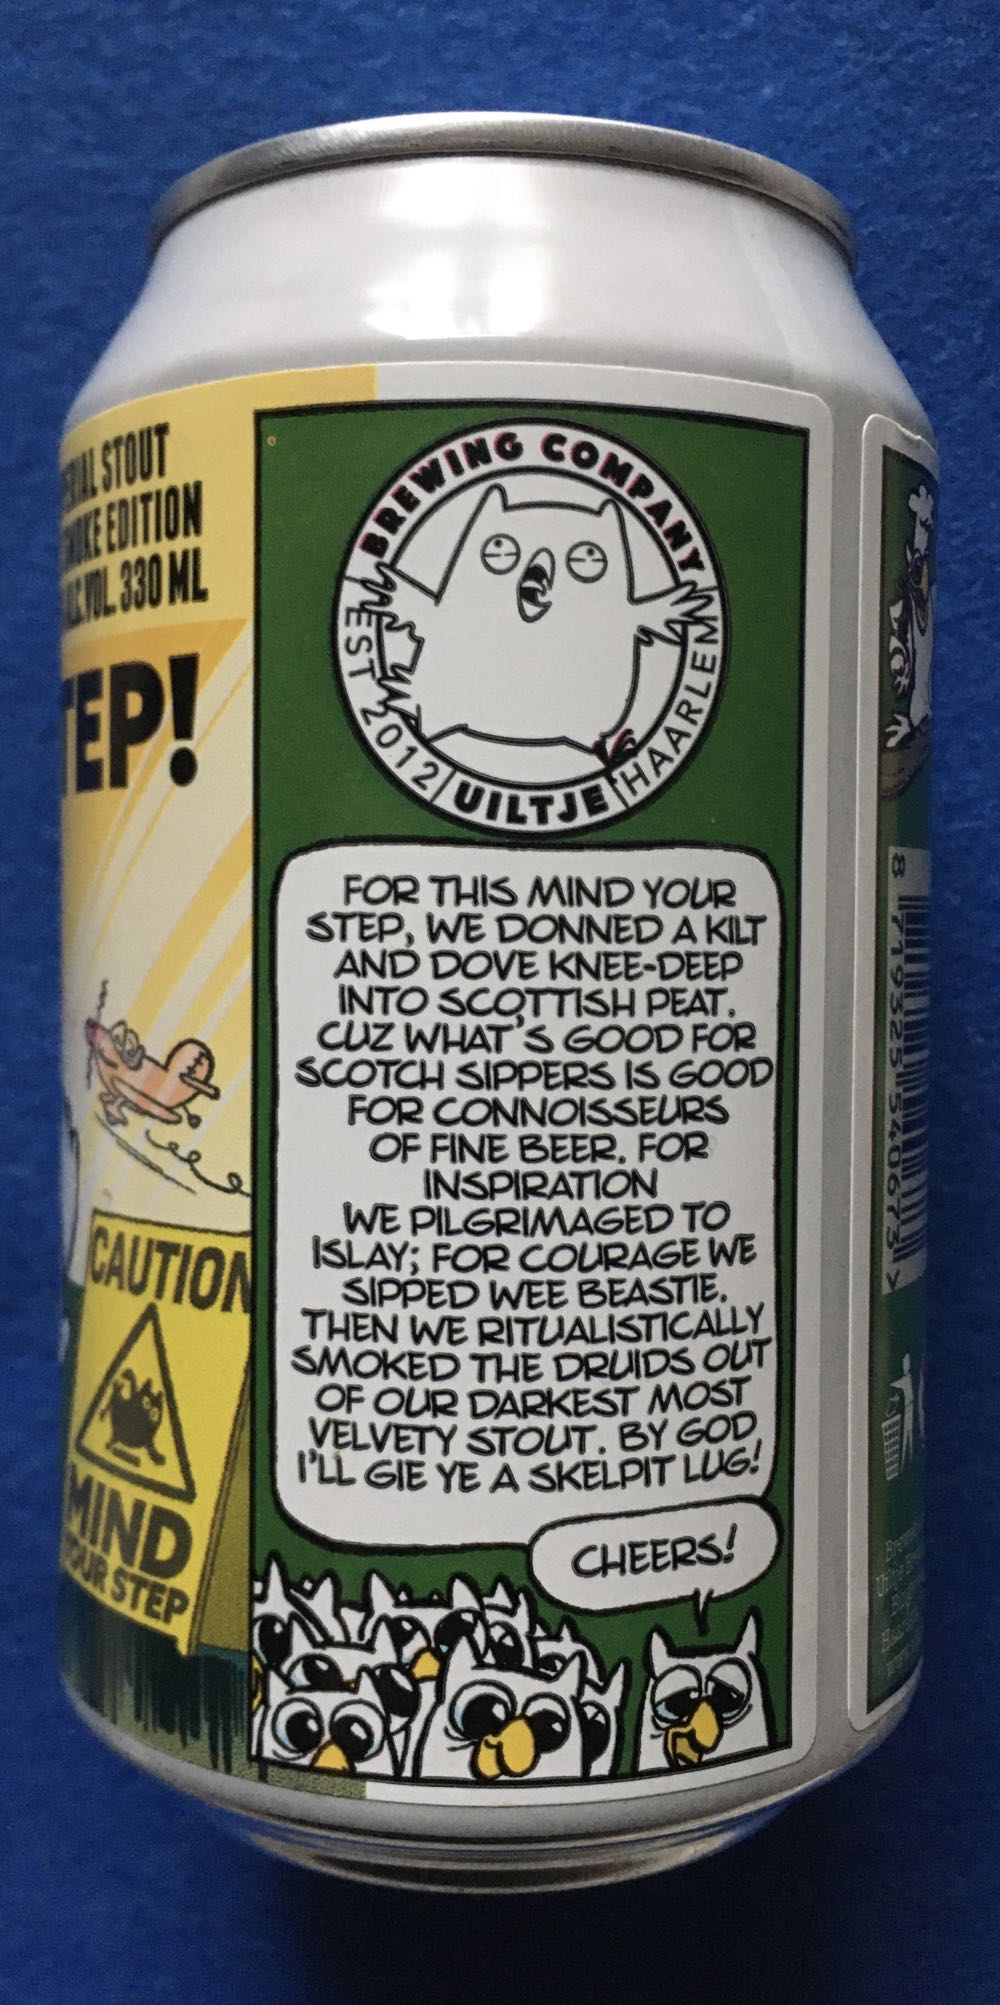 STOUT
EDITION
VOL. 330 ML
TEP!
CAUTION
MIND
STEP
BREWING COMPANY
EST 2012
UILTJE
HAARLEM
FOR THIS MIND YOUR
STEP, WE DONNED A KILT
AND DOVE KNEE-DEEP
INTO SCOTTISH PEAT.
CUZ WHAT'S GOOD FOR
SCOTCH SIPPERS IS GOOD
FOR CONNOISSEURS
OF FINE BEER. FOR
INSPIRATION
WE PILGRIMAGED TO
ISLAY; FOR COURAGE WE
SIPPED WEE BEASTIE.
THEN WE RITUALISTICALLY
SMOKED THE DRUIDS OUT
OF OUR DARKEST MOST
VELVETY STOUT. BY GOD
I'LL GIE YE A SKELPIT LUG!
CHEERS!
8 719325 540673 >